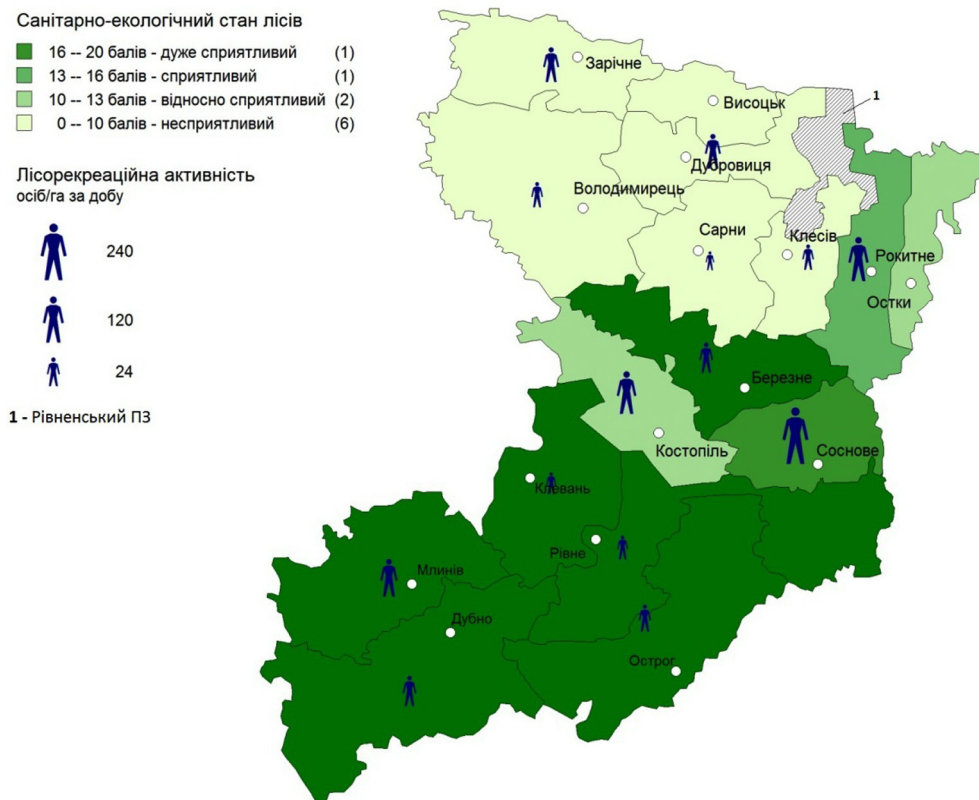 Санітарно-екологічний стан лісів
16 -- 20 балів - дуже сприятливий (1)
13 -- 16 балів - сприятливий (1)
10 -- 13 балів - відносно сприятливий (2)
0 -- 10 балів - несприятливий (6)
Лісорекреаційна активність
осіб/га за добу
240
120
24
1 - Рівненський ПЗ
Зарічне
Висоцьк
1
Дубровиця
Володимирець
Сарни
Клесів
Рокитне
Остки
Березне
Костопіль
Соснове
Клевань
Рівне
Млинів
Дубно
Острог